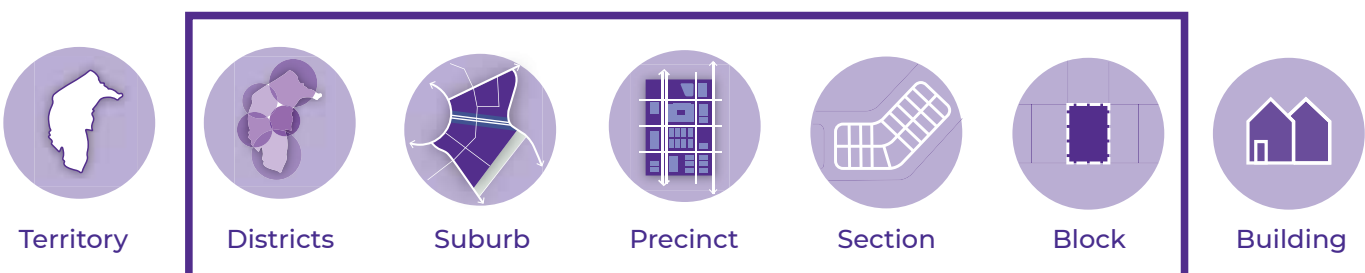 Territory
Districts
Suburb
Precinct
Section
Block
Building